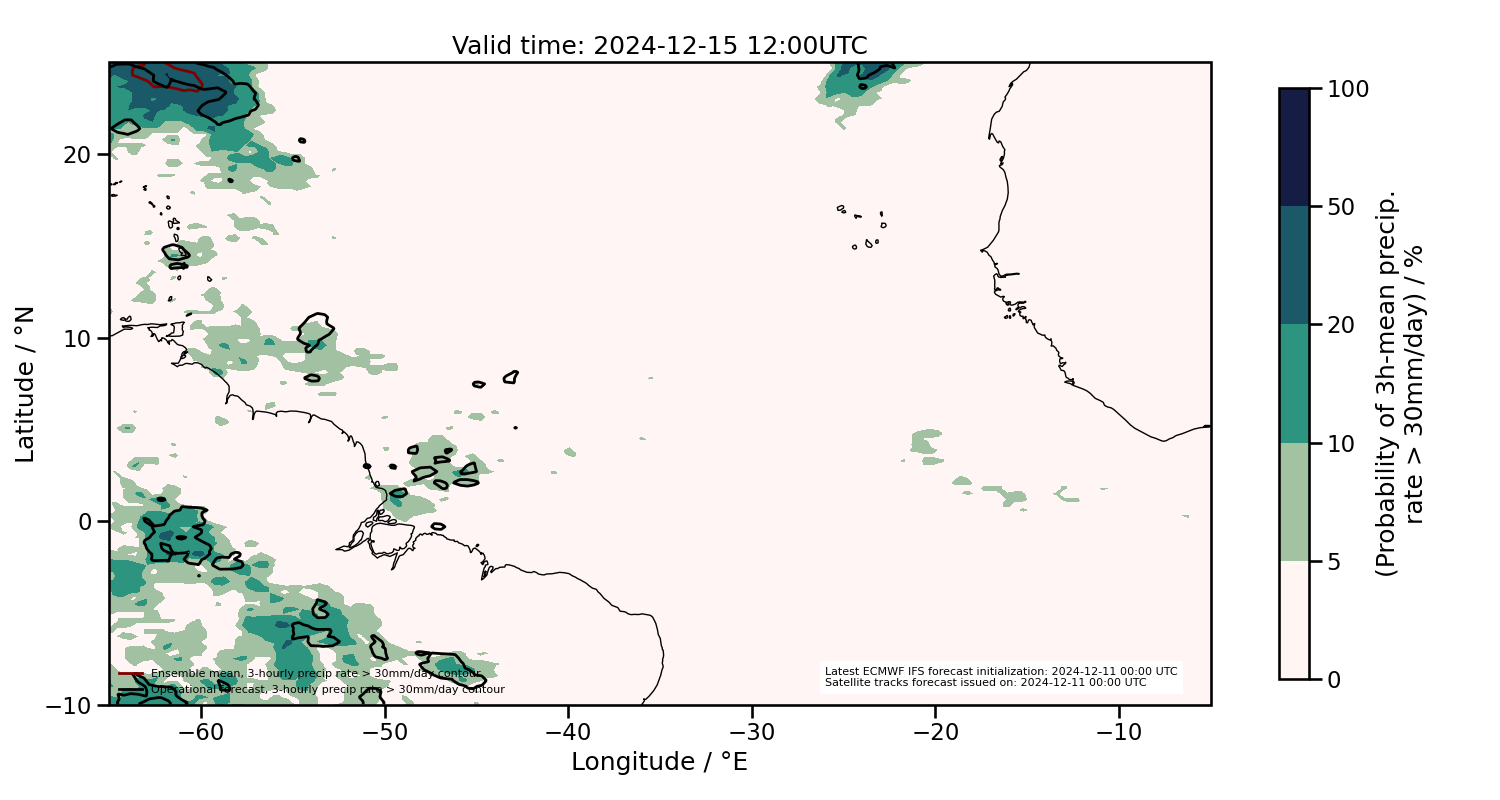 Valid time: 2024-12-15 12:00UTC
20
10
0
−10
Latitude / °N
−60
−50
−40
−30
−20
−10
Longitude / °E
Ensemble mean, 3-hourly precip rate > 30mm/day contour
Operational forecast, 3-hourly precip rate > 30mm/day contour
Latest ECMWF IFS forecast initialization: 2024-12-11 00:00 UTC
Satellite tracks forecast issued on: 2024-12-11 00:00 UTC
100
50
20
10
5
0
(Probability of 3h-mean precip.
rate > 30mm/day) / %